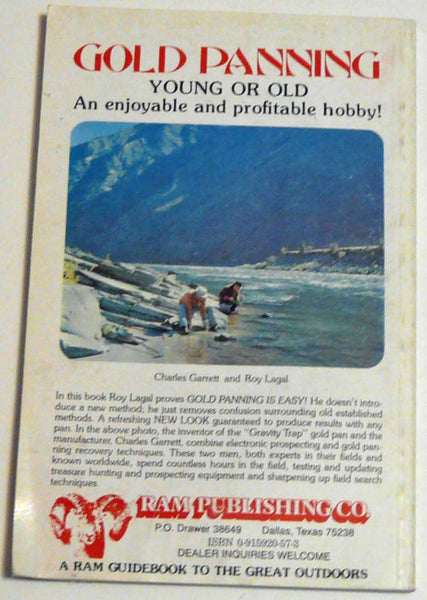 GOLD PANNING
YOUNG OR OLD
An enjoyable and profitable hobby!
Charles Garrett and Roy Lagal
In this book Roy Lagal proves GOLD PANNING IS EASY! He doesn't intro-
duce a new method; he just removes confusion surrounding old established
methods. A refreshing NEW LOOK guaranteed to produce results with any
pan. In the above photo, the inventor of the "Gravity Trap" gold pan and the
manufacturer, Charles Garrett, combine electronic prospecting and gold pan-
ning recovery techniques. These two men, both experts in their fields and
known worldwide, spend countless hours in the field, testing and updating
treasure hunting and prospecting equipment and sharpening up field search
techniques.
RAM PUBLISHING CO.
P.O. Drawer 38649 Dallas, Texas 75238
ISBN 0-915920-57-3
DEALER INQUIRIES WELCOME
A RAM GUIDEBOOK TO THE GREAT OUTDOORS